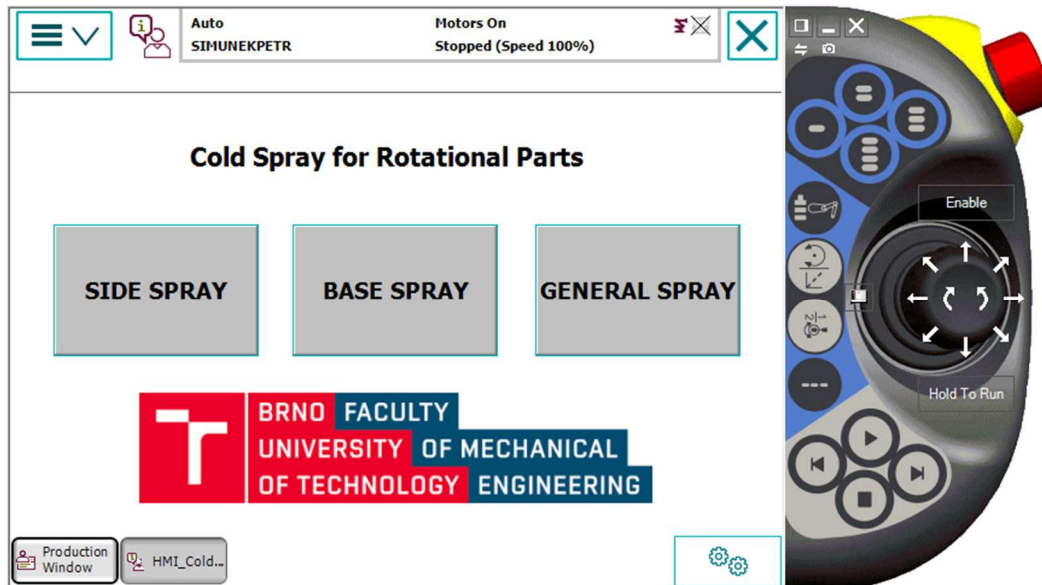 Auto
SIMUNEKPETR
Motors On
Stopped (Speed 100%)
Cold Spray for Rotational Parts
SIDE SPRAY
BASE SPRAY
GENERAL SPRAY
BRNO FACULTY
UNIVERSITY OF MECHANICAL
OF TECHNOLOGY ENGINEERING
Production
Window
HMI_Cold...
Enable
Hold To Run